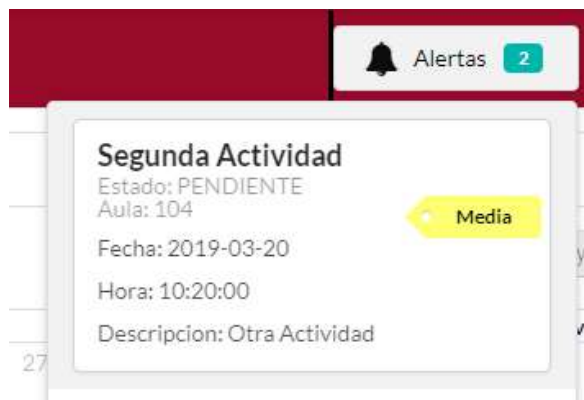 Alertas 2
Segunda Actividad
Estado: PENDIENTE
Aula: 104
Media
Fecha: 2019-03-20
Hora: 10:20:00
Descripcion: Otra Actividad
27